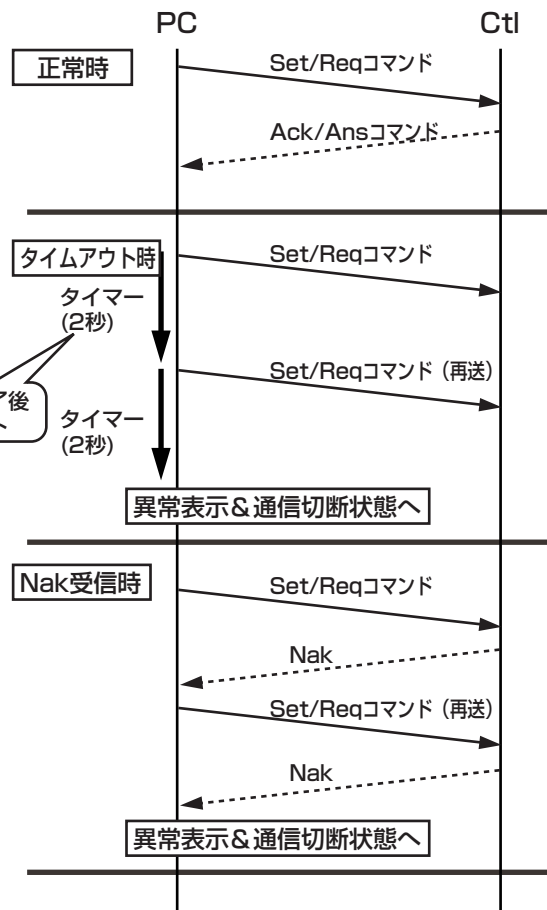 PC
Ctl
正常時
Set/Reqコマンド
Ack/Ansコマンド
タイムアウト時
Set/Reqコマンド
タイマー
(2秒)
Set/Reqコマンド（再送）
後
タイマー
(2秒)
異常表示＆通信切断状態へ
Nak受信時
Set/Reqコマンド
Nak
Set/Reqコマンド（再送）
Nak
異常表示＆通信切断状態へ